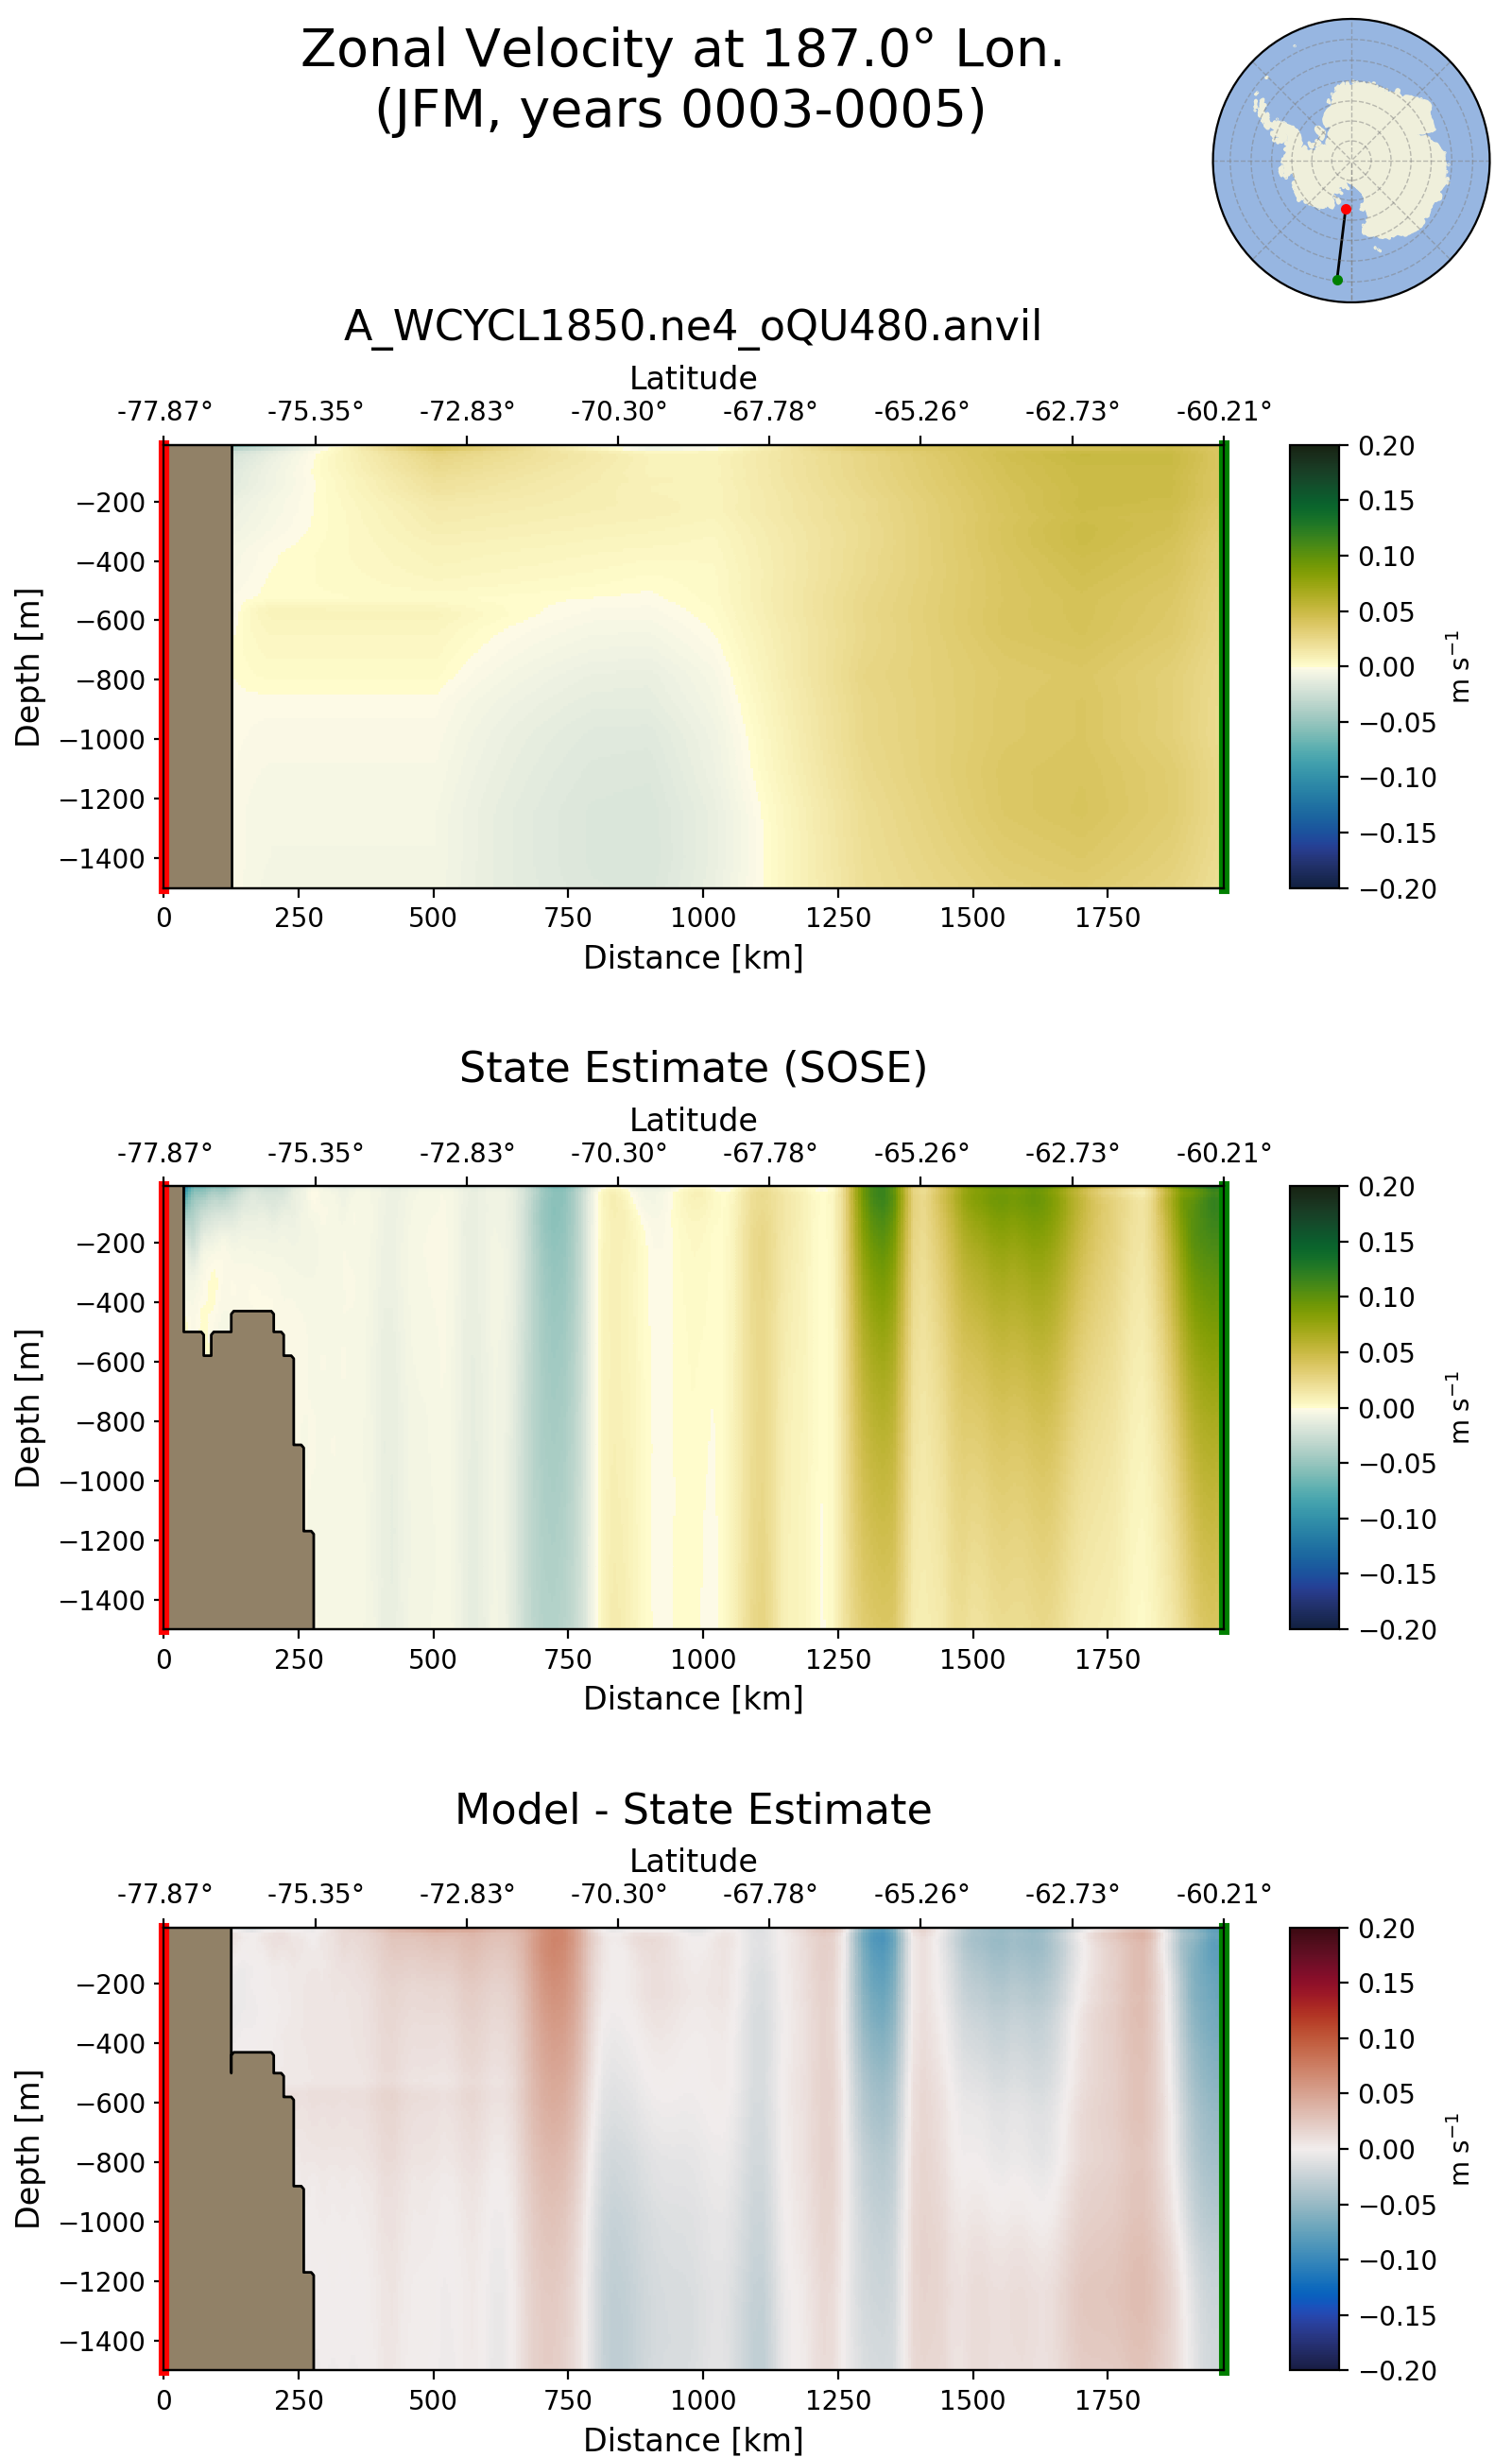 Zonal Velocity at 187.0° Lon.
(JFM, years 0003-0005)
A_WCYCL1850.ne4_oQU480.anvil
Latitude
-77.87° -75.35° -72.83° -70.30° -67.78° -65.26° -62.73° -60.21°
−200
−400
−600
−800
−1000
−1200
−1400
Depth [m]
0 250 500 750 1000 1250 1500 1750
Distance [km]
0.20
0.15
0.10
0.05
0.00
−0.05
−0.10
−0.15
−0.20
m s⁻¹
State Estimate (SOSE)
Latitude
-77.87° -75.35° -72.83° -70.30° -67.78° -65.26° -62.73° -60.21°
−200
−400
−600
−800
−1000
−1200
−1400
Depth [m]
0 250 500 750 1000 1250 1500 1750
Distance [km]
0.20
0.15
0.10
0.05
0.00
−0.05
−0.10
−0.15
−0.20
m s⁻¹
Model - State Estimate
Latitude
-77.87° -75.35° -72.83° -70.30° -67.78° -65.26° -62.73° -60.21°
−200
−400
−600
−800
−1000
−1200
−1400
Depth [m]
0 250 500 750 1000 1250 1500 1750
Distance [km]
0.20
0.15
0.10
0.05
0.00
−0.05
−0.10
−0.15
−0.20
m s⁻¹